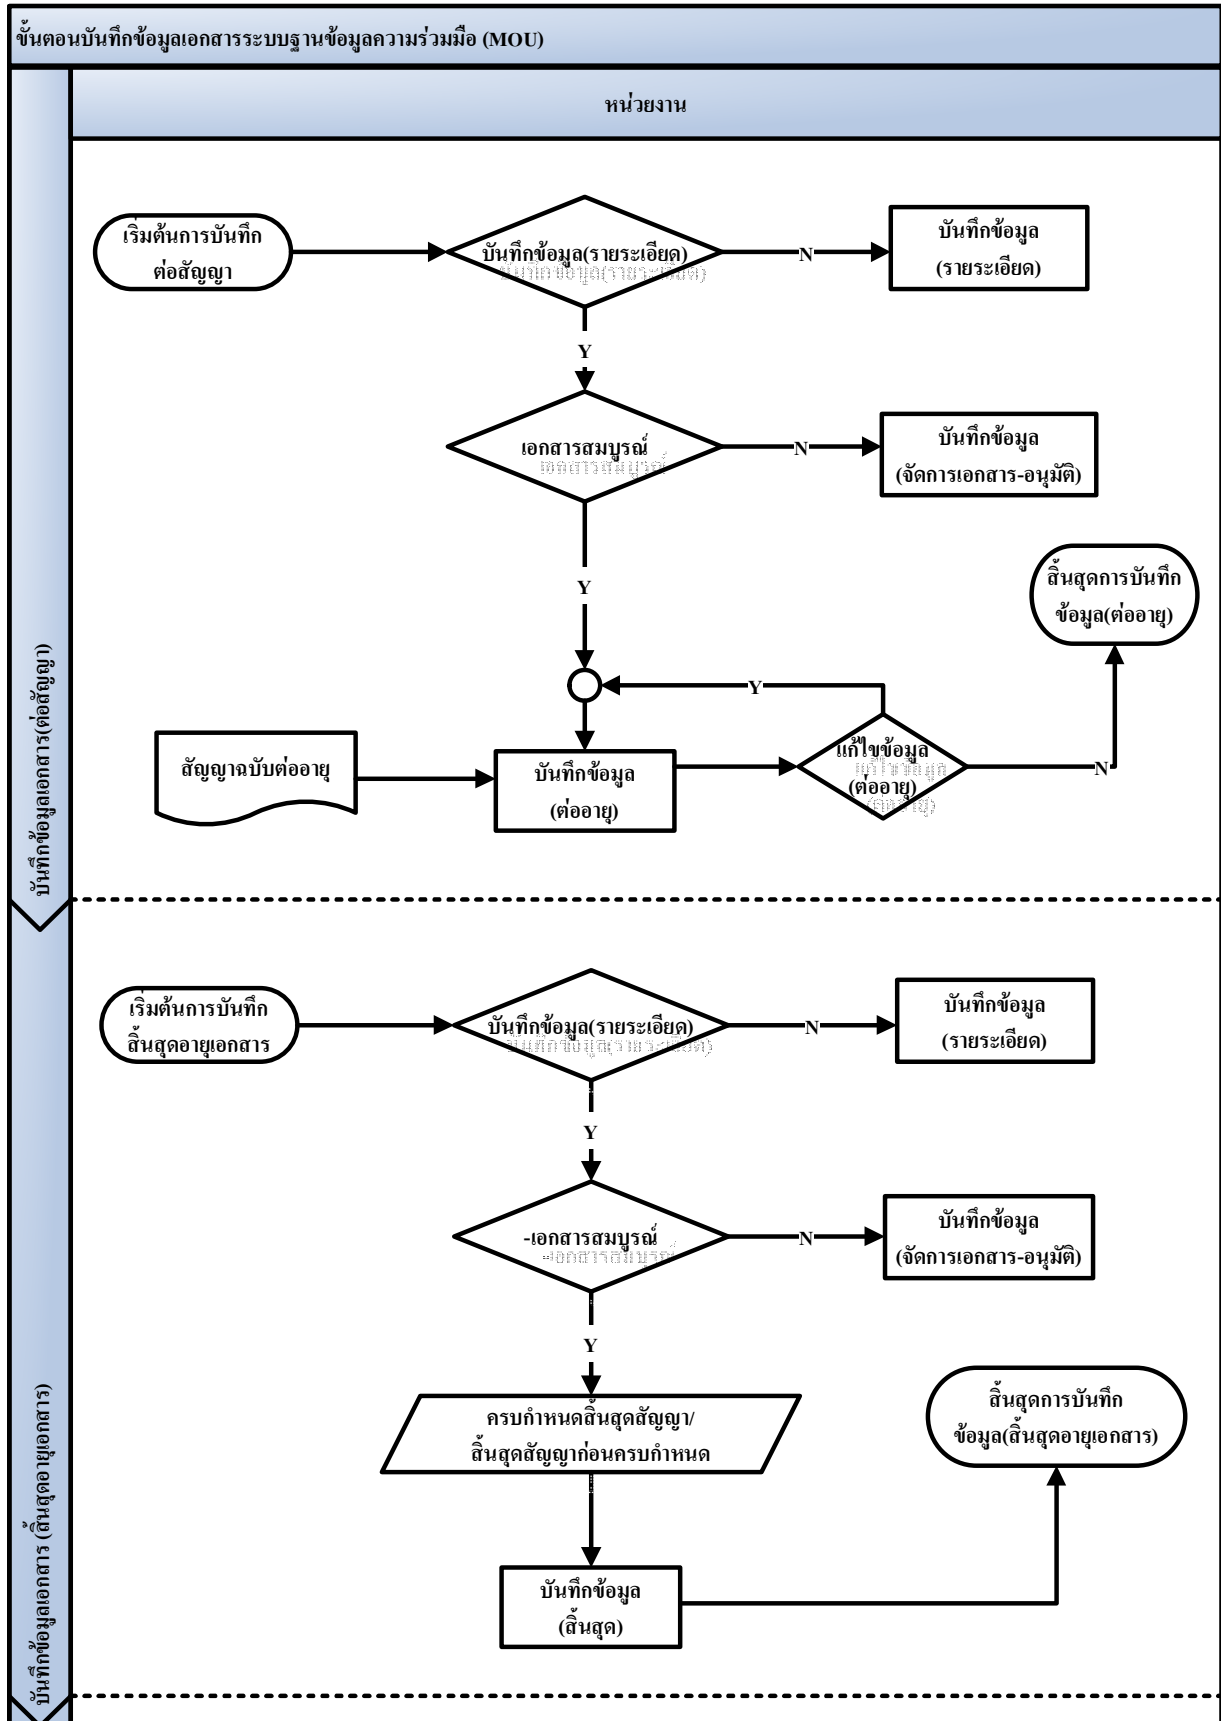 ขั้นตอนบันทึกข้อมูลเอกสารระบบฐานข้อมูลความร่วมมือ (MOU)
หน่วยงาน
บันทึกข้อมูลเอกสาร(ต่อสัญญา)
เริ่มต้นการบันทึก
ต่อสัญญา
บันทึกข้อมูล(รายระเอียด)
N
บันทึกข้อมูล
(รายระเอียด)
Y
เอกสารสมบูรณ์
N
บันทึกข้อมูล
(จัดการเอกสาร-อนุมัติ)
Y
สิ้นสุดการบันทึก
ข้อมูล(ต่ออายุ)
Y
สัญญาฉบับต่ออายุ
บันทึกข้อมูล
(ต่ออายุ)
แก้ไขข้อมูล
(ต่ออายุ)
N
บันทึกข้อมูลเอกสาร (สิ้นสุดอายุเอกสาร)
เริ่มต้นการบันทึก
สิ้นสุดอายุเอกสาร
บันทึกข้อมูล(รายระเอียด)
N
บันทึกข้อมูล
(รายระเอียด)
Y
-เอกสารสมบูรณ์
N
บันทึกข้อมูล
(จัดการเอกสาร-อนุมัติ)
Y
ครบกำหนดสิ้นสุดสัญญา/
สิ้นสุดสัญญาก่อนครบกำหนด
สิ้นสุดการบันทึก
ข้อมูล(สิ้นสุดอายุเอกสาร)
บันทึกข้อมูล
(สิ้นสุด)